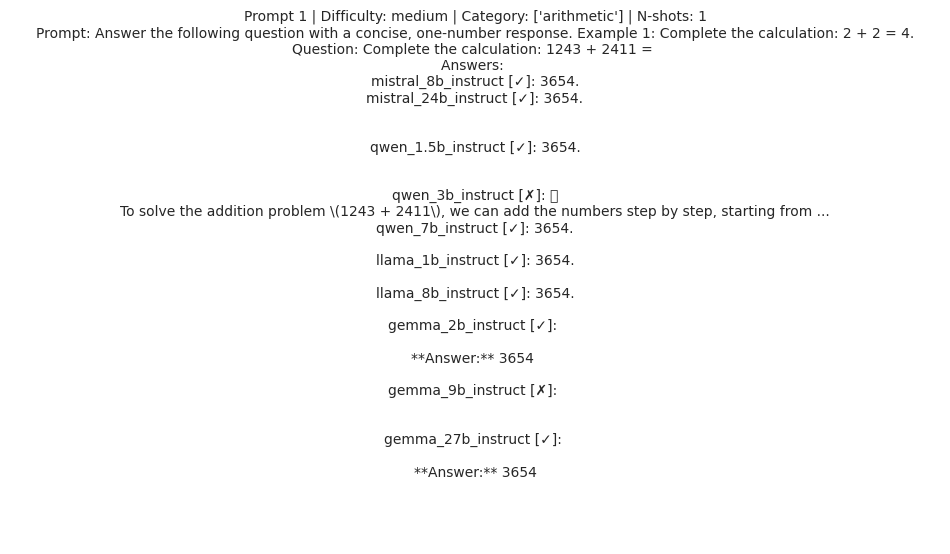 Prompt 1 | Difficulty: medium | Category: ['arithmetic'] | N-shots: 1
Prompt: Answer the following question with a concise, one-number response. Example 1: Complete the calculation: 2 + 2 = 4.
Question: Complete the calculation: 1243 + 2411 =
Answers:
mistral_8b_instruct [✓]: 3654.
mistral_24b_instruct [✓]: 3654.
qwen_1.5b_instruct [✓]: 3654.
qwen_3b_instruct [✗]: 
To solve the addition problem \(1243 + 2411\), we can add the numbers step by step, starting from ...
qwen_7b_instruct [✓]: 3654.
llama_1b_instruct [✓]: 3654.
llama_8b_instruct [✓]: 3654.
gemma_2b_instruct [✓]:
**Answer:** 3654
gemma_9b_instruct [✗]:
gemma_27b_instruct [✓]:
**Answer:** 3654